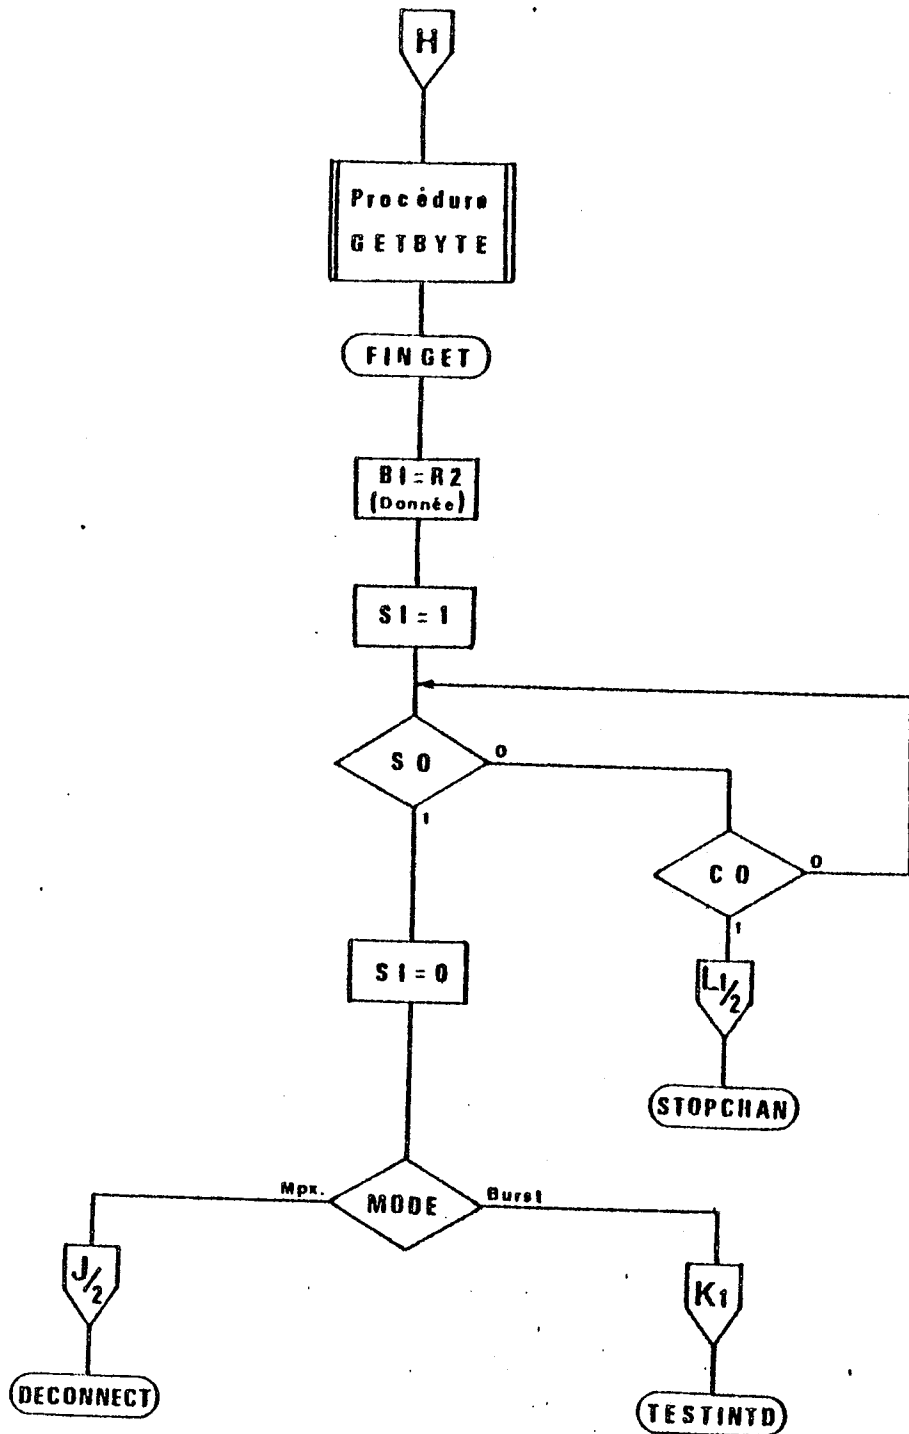 H
Procédure
GETBYTE
FINGET
BI=R2
(Donnée)
SI=1
SO
0
1
CO
0
1
SI=0
L1/2
STOPCHAN
Mpx.
MODE
Burst
J/2
K1
DECONNECT
TESTINTD